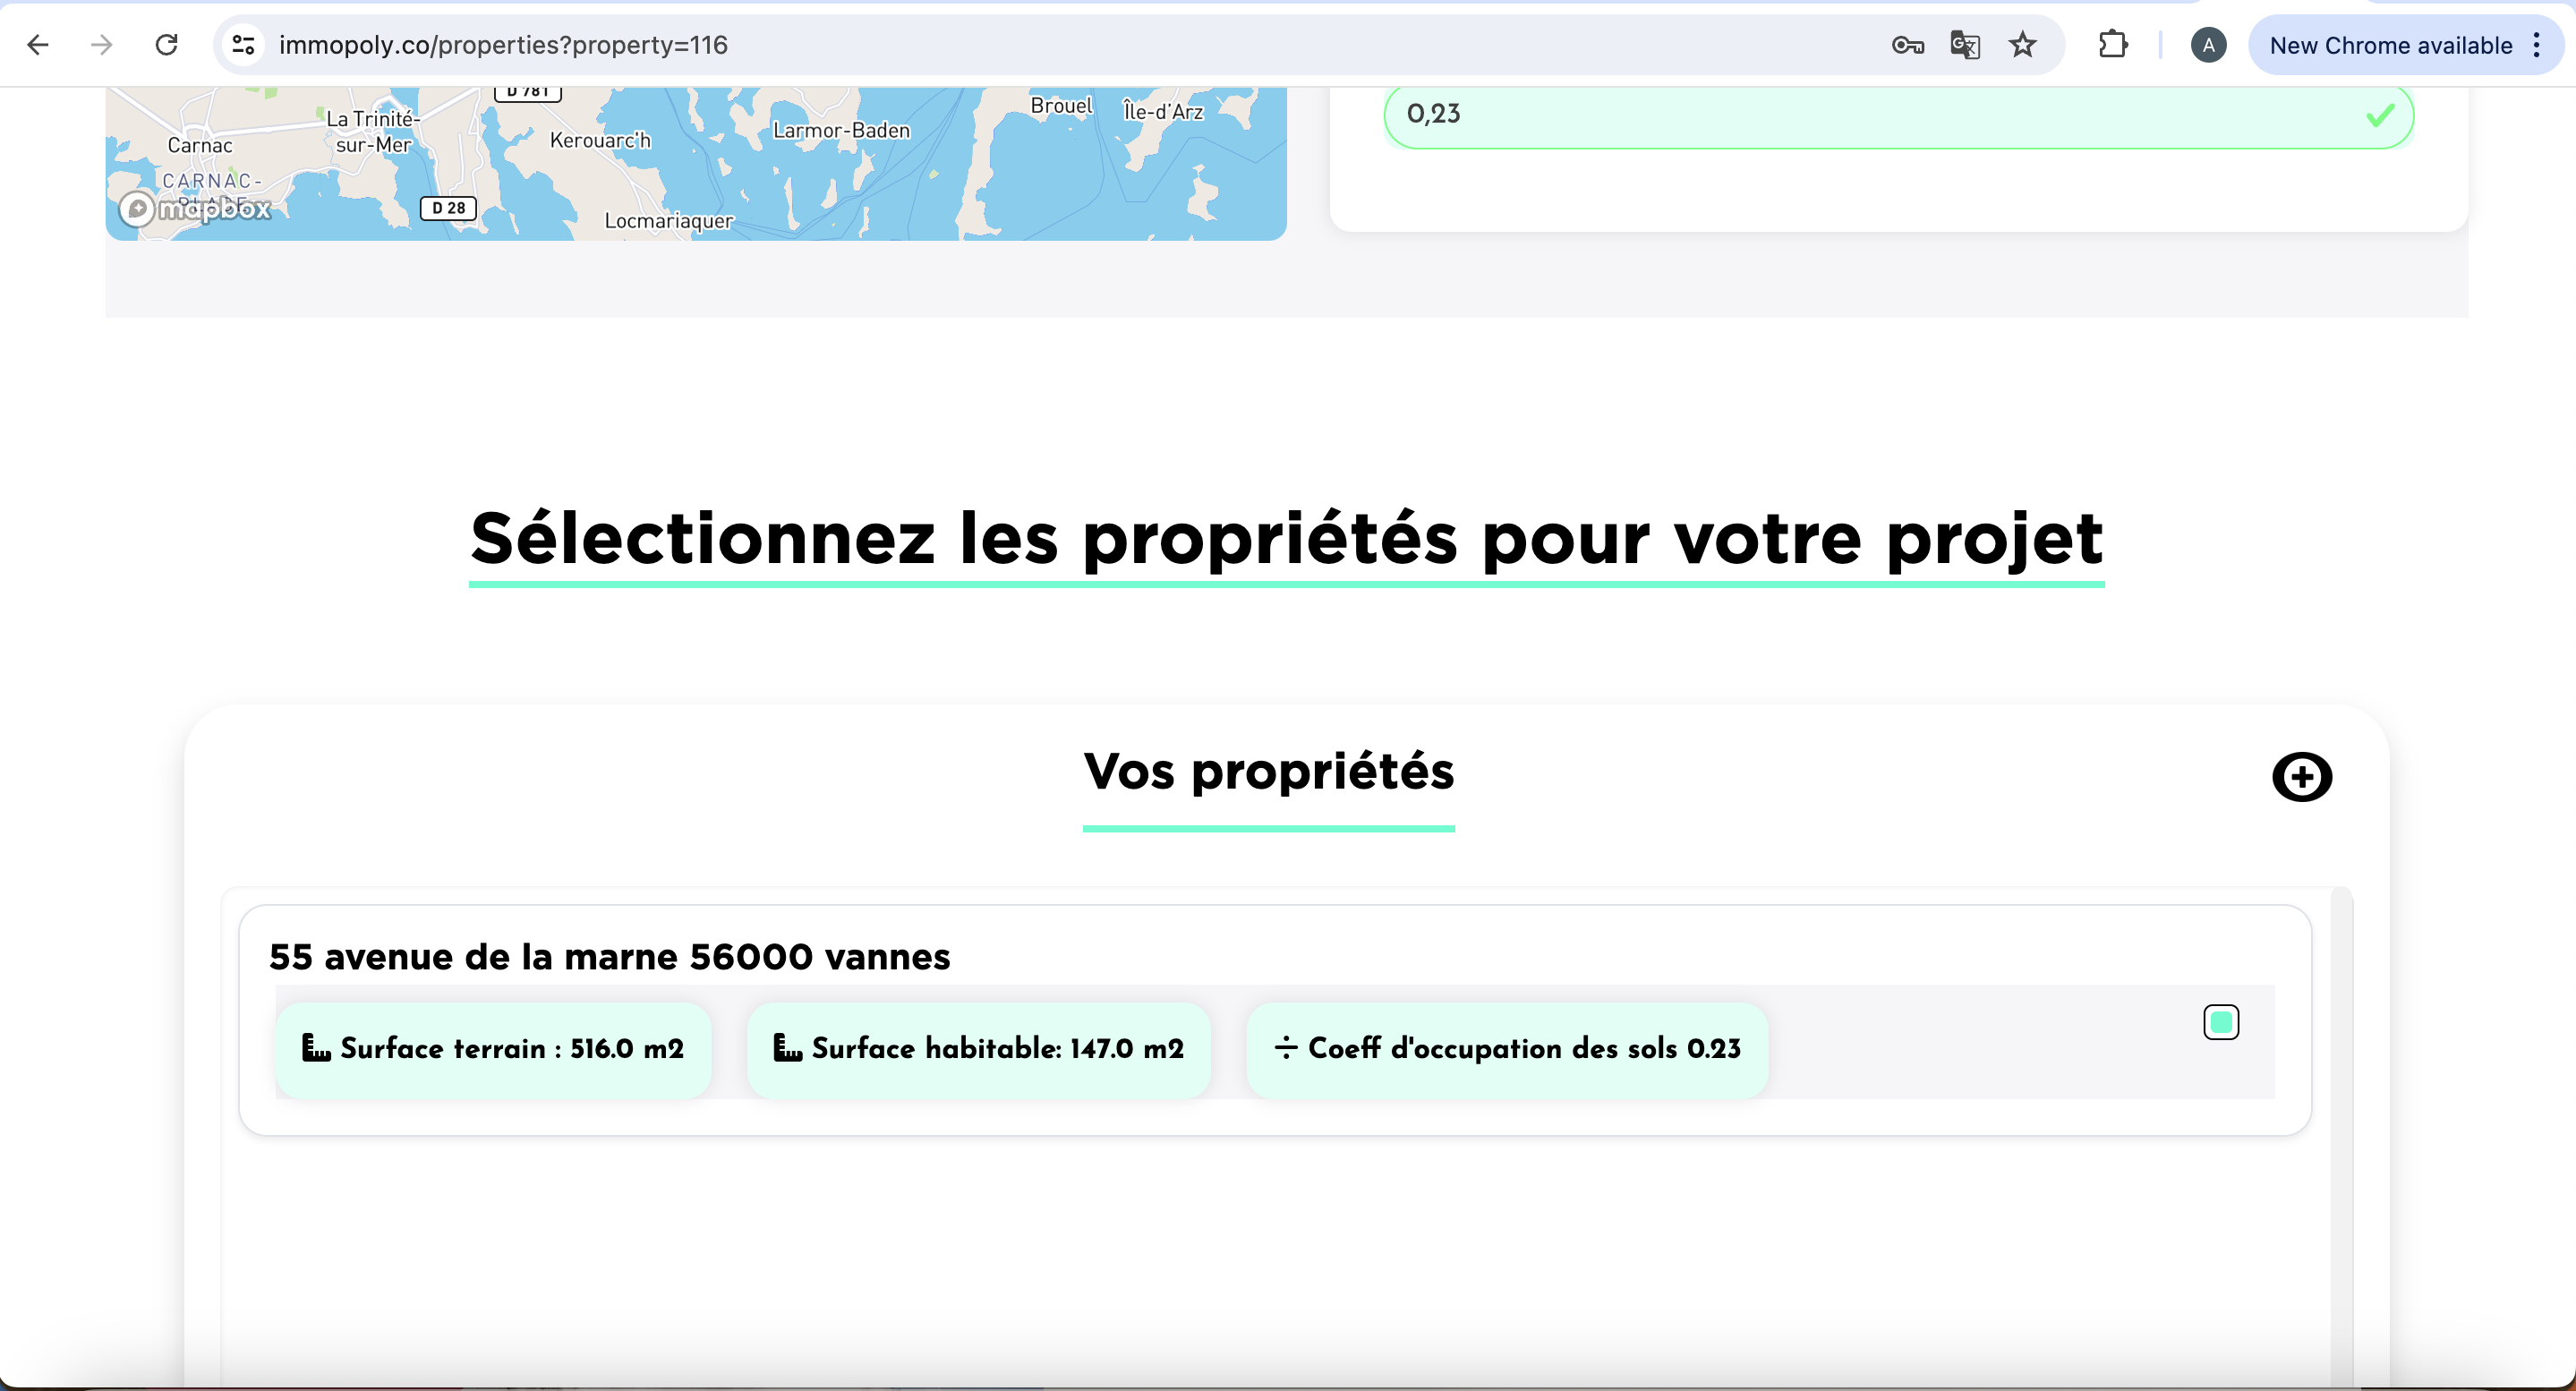 immopoly.co/properties?property=116
A
New Chrome available
D 781
La Trinité-
sur-Mer
Carnac
CARNAC-
PLAGE
mapbox
D 28
Kerouarc'h
Locmariaquer
Larmor-Baden
Brouel
Île-d'Arz
0,23
Sélectionnez les propriétés pour votre projet
Vos propriétés
55 avenue de la marne 56000 vannes
Surface terrain : 516.0 m2
Surface habitable: 147.0 m2
÷ Coeff d'occupation des sols 0.23